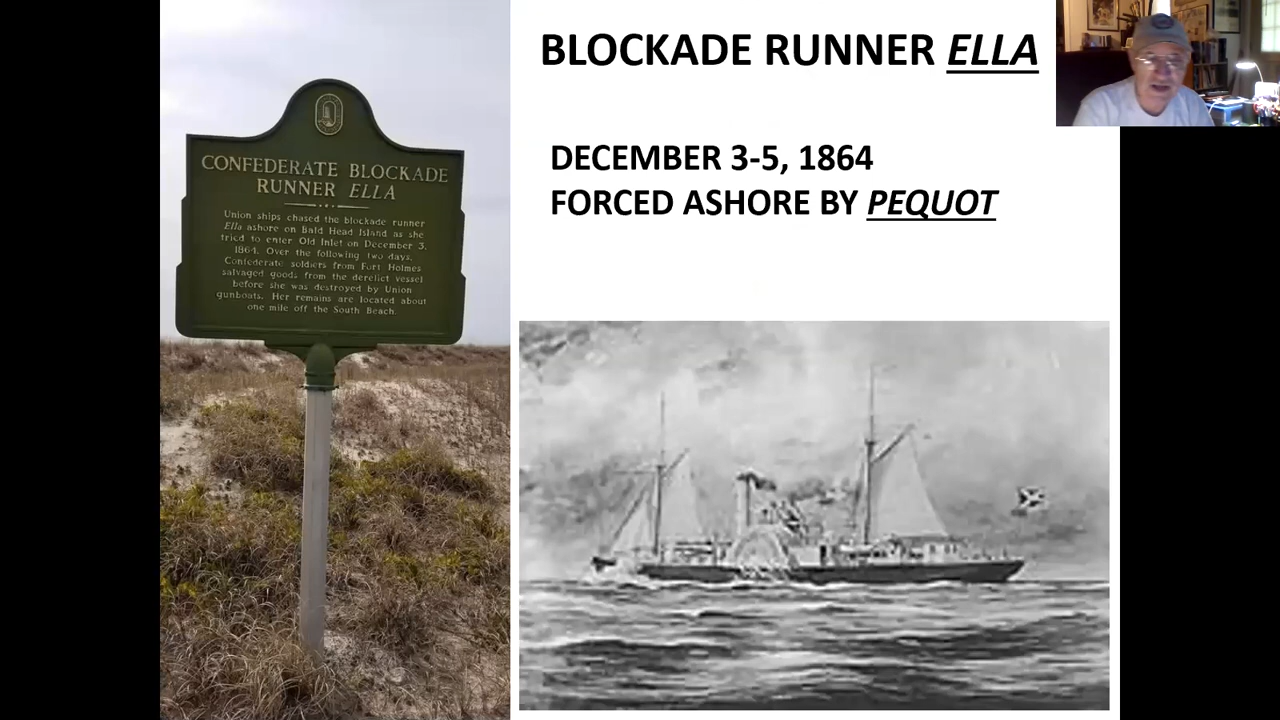 BLOCKADE RUNNER ELLA
DECEMBER 3-5, 1864
FORCED ASHORE BY PEQUOT
CONFEDERATE BLOCKADE
RUNNER ELLA
Union ships chased the blockade runner
Ella ashore on Bald Head Island as she
tried to enter Old Inlet on December 3,
1864. Over the following two days,
Confederate soldiers from Fort Holmes
salvaged goods from the derelict vessel
before she was destroyed by Union
gunboats. Her remains are located about
one mile off the South Beach.